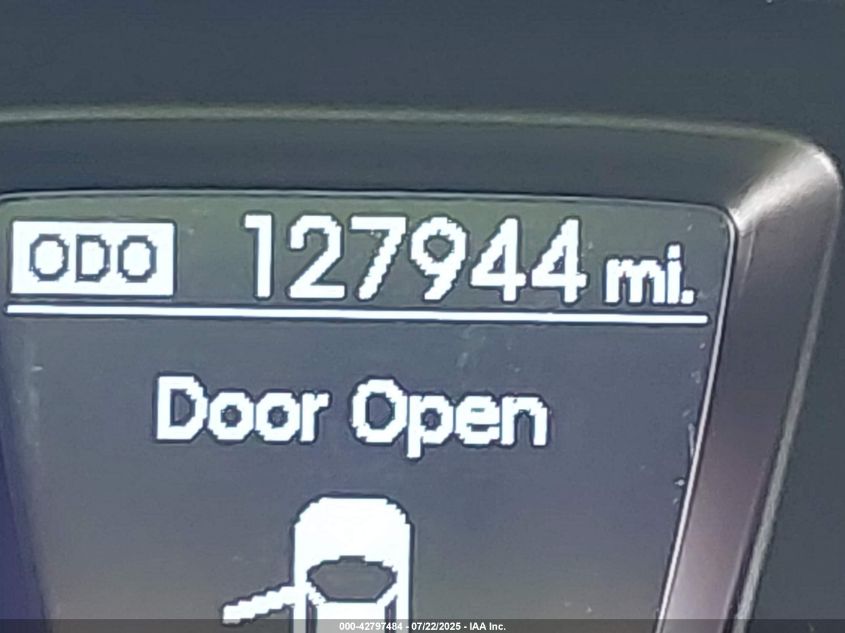 ODO 127944 mi.
Door Open
000-42797484 - 07/22/2025 - IAA Inc.